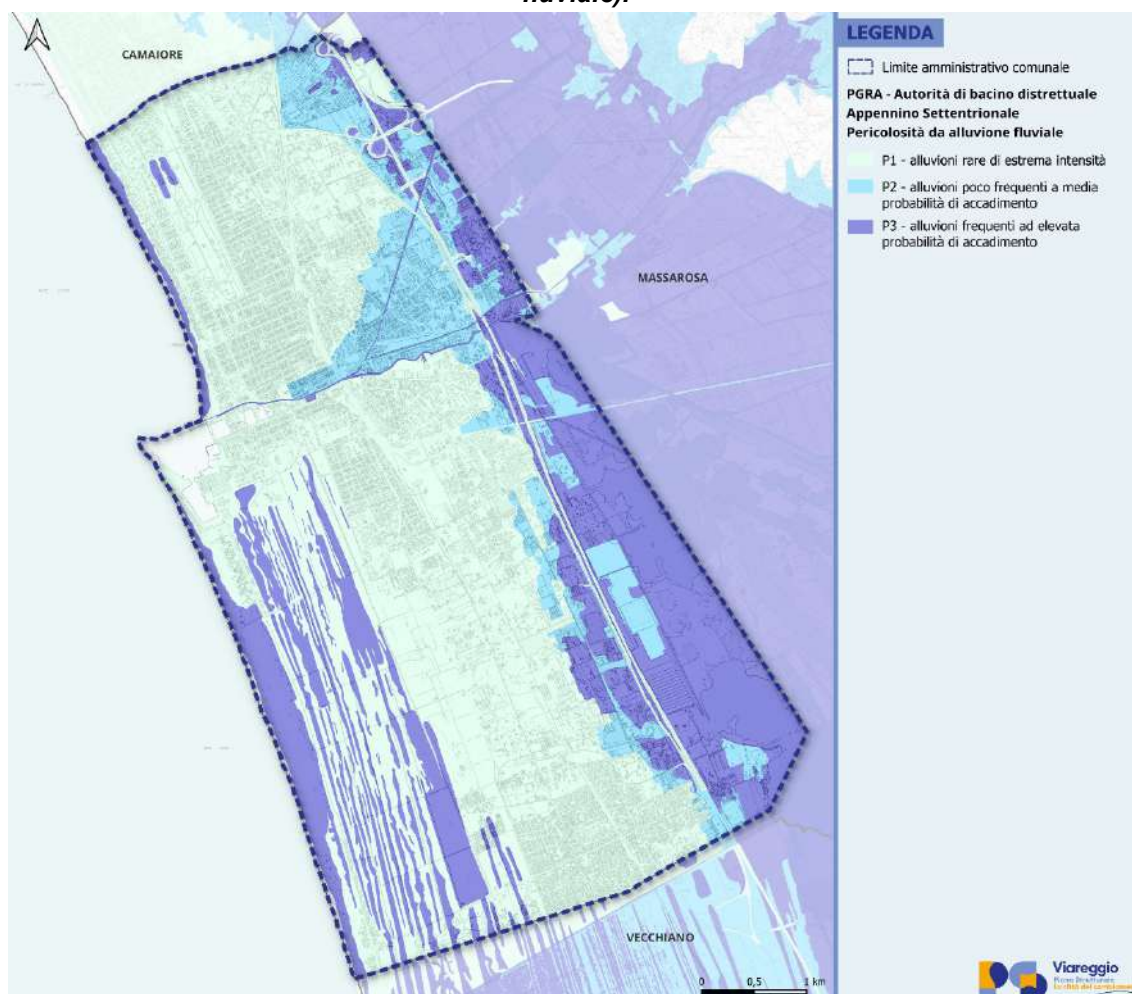 fluviale).
CAMAIORE
MASSAROSA
VECCHIANO
0 0,5 1 km
LEGENDA
Limite amministrativo comunale
PGRA - Autorità di bacino distrettuale
Appennino Settentrionale
Pericolosità da alluvione fluviale
P1 - alluvioni rare di estrema intensità
P2 - alluvioni poco frequenti a media
probabilità di accadimento
P3 - alluvioni frequenti ad elevata
probabilità di accadimento
Viareggio
Piano Strutturale